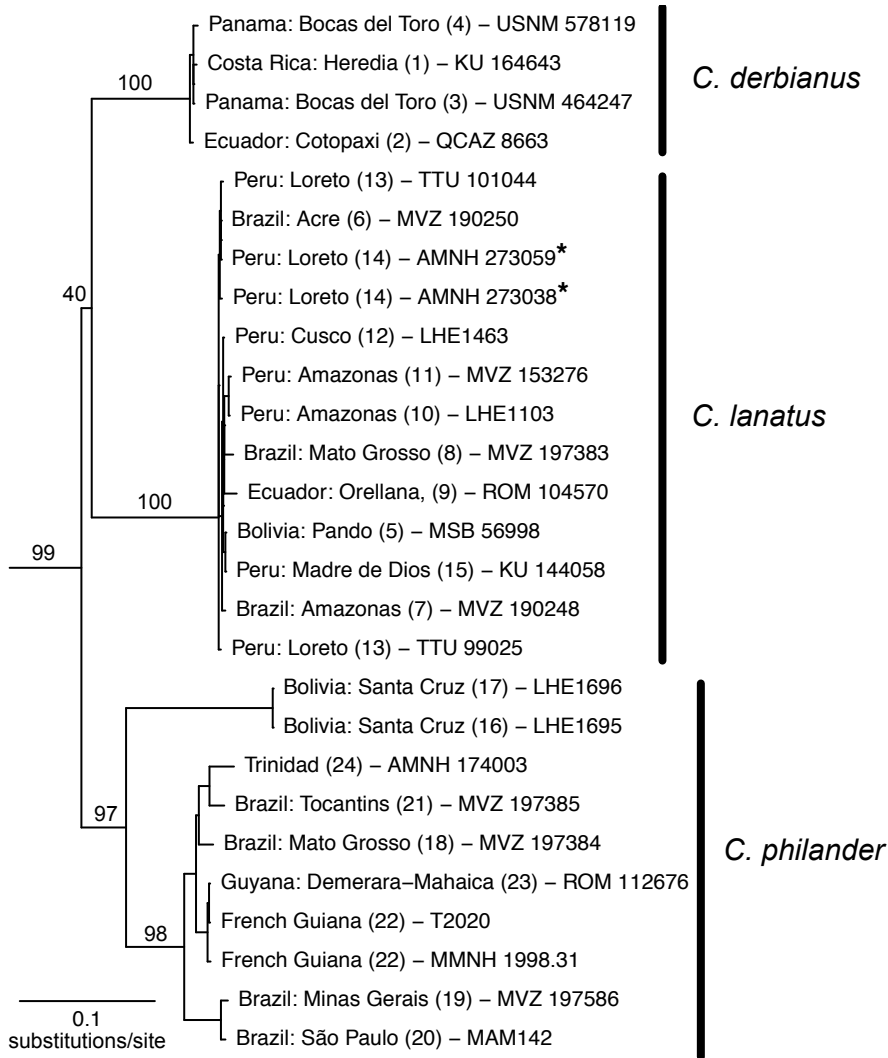 Panama: Bocas del Toro (4) – USNM 578119
Costa Rica: Heredia (1) – KU 164643
100
C. derbianus
Panama: Bocas del Toro (3) – USNM 464247
Ecuador: Cotopaxi (2) – QCAZ 8663
Peru: Loreto (13) – TTU 101044
Brazil: Acre (6) – MVZ 190250
Peru: Loreto (14) – AMNH 273059*
40
Peru: Loreto (14) – AMNH 273038*
Peru: Cusco (12) – LHE1463
Peru: Amazonas (11) – MVZ 153276
Peru: Amazonas (10) – LHE1103
C. lanatus
Brazil: Mato Grosso (8) – MVZ 197383
Ecuador: Orellana, (9) – ROM 104570
100
Bolivia: Pando (5) – MSB 56998
99
Peru: Madre de Dios (15) – KU 144058
Brazil: Amazonas (7) – MVZ 190248
Peru: Loreto (13) – TTU 99025
Bolivia: Santa Cruz (17) – LHE1696
Bolivia: Santa Cruz (16) – LHE1695
Trinidad (24) – AMNH 174003
Brazil: Tocantins (21) – MVZ 197385
97
Brazil: Mato Grosso (18) – MVZ 197384
C. philander
Guyana: Demerara–Mahaica (23) – ROM 112676
French Guiana (22) – T2020
98
French Guiana (22) – MMNH 1998.31
Brazil: Minas Gerais (19) – MVZ 197586
0.1
substitutions/site
Brazil: São Paulo (20) – MAM142